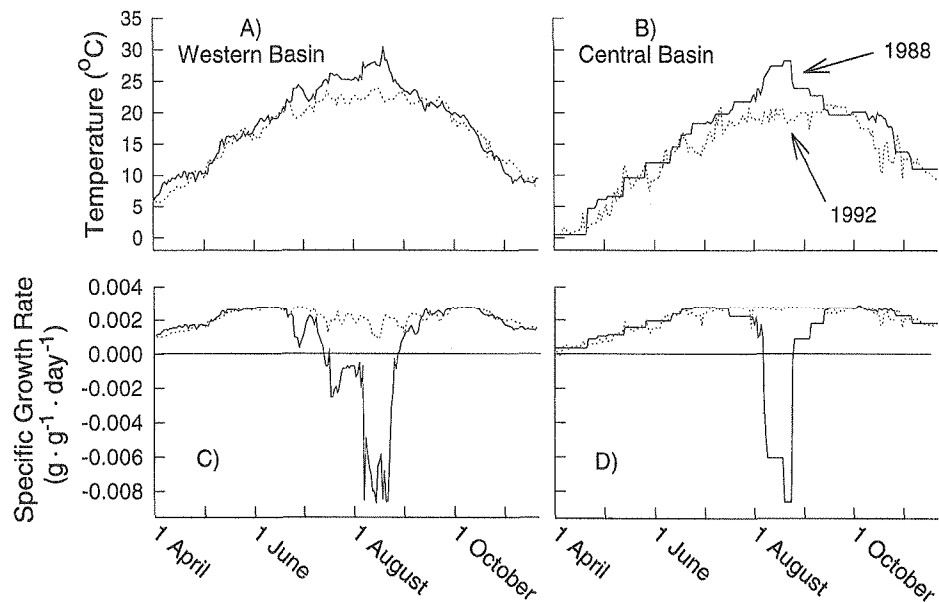 A)
Western Basin
B)
Central Basin
1988
1992
Temperature (°C)
35
30
25
20
15
10
5
0
Specific Growth Rate
(g · g⁻¹ · day⁻¹)
0.004
0.002
0.000
-0.002
-0.004
-0.006
-0.008
C)
D)
1 April
1 June
1 August
1 October
1 April
1 June
1 August
1 October